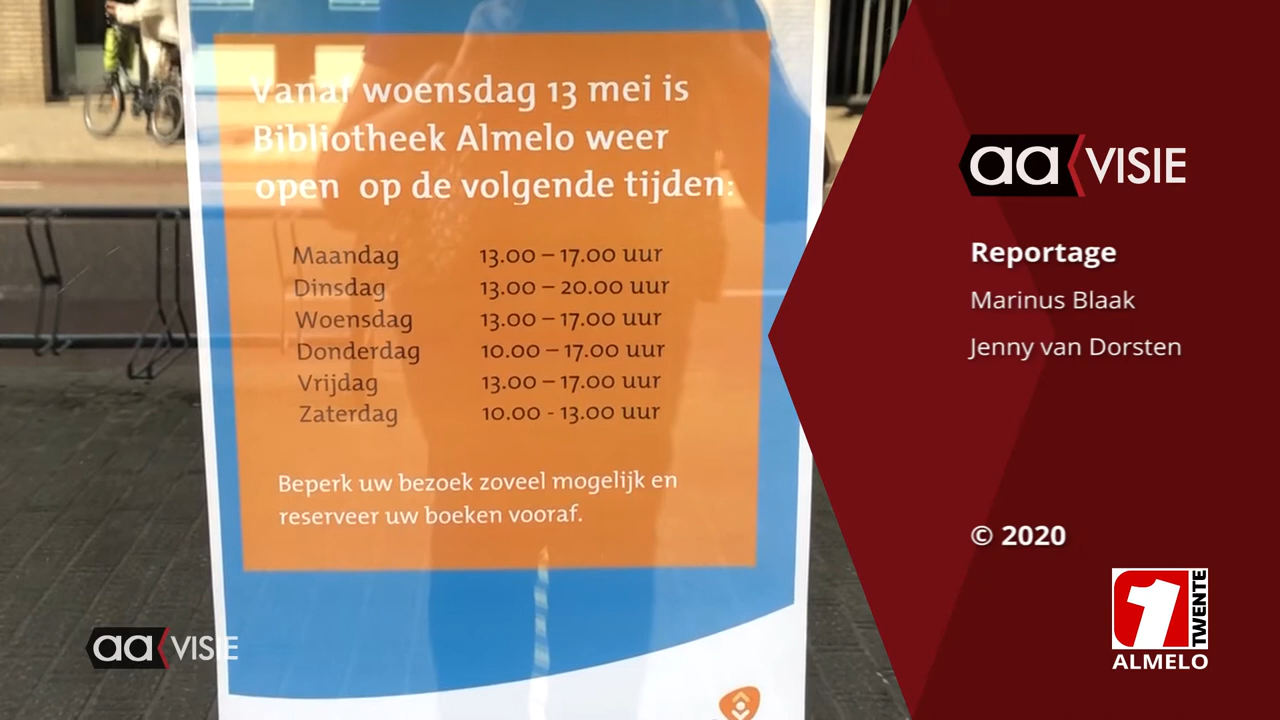 Vanaf woensdag 13 mei is
Bibliotheek Almelo weer
open op de volgende tijden:
Maandag 13.00 – 17.00 uur
Dinsdag 13.00 – 20.00 uur
Woensdag 13.00 – 17.00 uur
Donderdag 10.00 – 17.00 uur
Vrijdag 13.00 – 17.00 uur
Zaterdag 10.00 - 13.00 uur
Beperk uw bezoek zoveel mogelijk en
reserveer uw boeken vooraf.
aa VISIE
aa VISIE
Reportage
Marinus Blaak
Jenny van Dorsten
© 2020
1 TWENTE
ALMELO